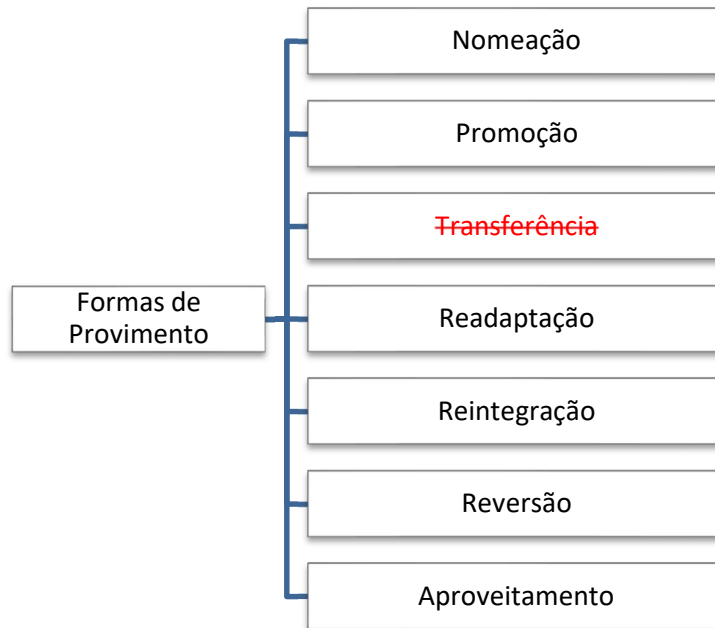 Nomeação
Promoção
Transferência
Formas de
Provimento
Readaptação
Reintegração
Reversão
Aproveitamento